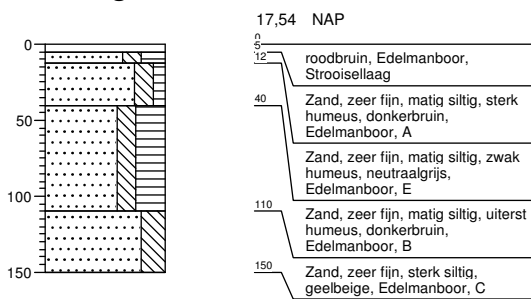 17,54 NAP
0
50
100
150
0
5
12
40
110
150
roodbruin, Edelmanboor,
Strooisellaag
Zand, zeer fijn, matig siltig, sterk
humeus, donkerbruin,
Edelmanboor, A
Zand, zeer fijn, matig siltig, zwak
humeus, neutraalgrijs,
Edelmanboor, E
Zand, zeer fijn, matig siltig, uiterst
humeus, donkerbruin,
Edelmanboor, B
Zand, zeer fijn, sterk siltig,
geelbeige, Edelmanboor, C